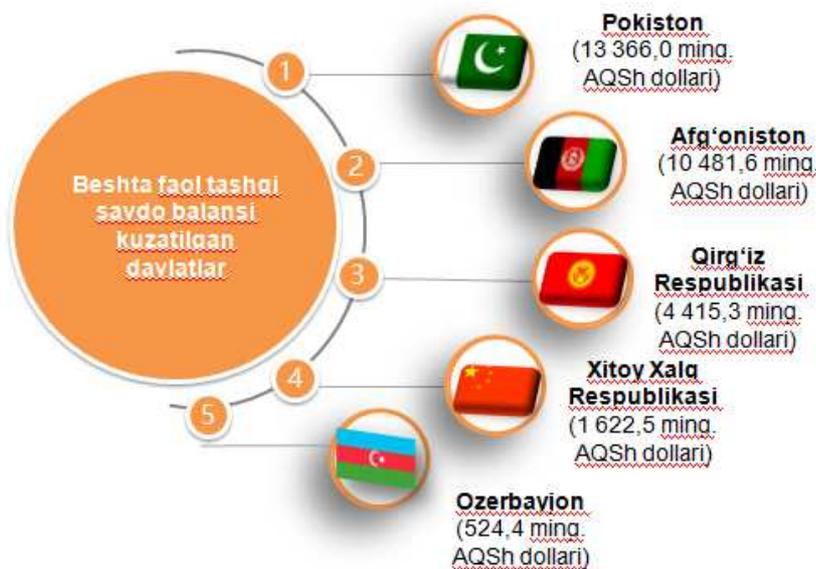 Beshta faol tashqi
savdo balansi
kuzatilgan
davlatlar
1
Pokiston
(13 366,0 ming.
AQSh dollari)
2
Afg‘oniston
(10 481,6 ming.
AQSh dollari)
3
Qirg‘iz
Respublikasi
(4 415,3 ming.
AQSh dollari)
4
Xitoy Xalq
Respublikasi
(1 622,5 ming.
AQSh dollari)
5
Ozerbayjon
(524,4 ming.
AQSh dollari)